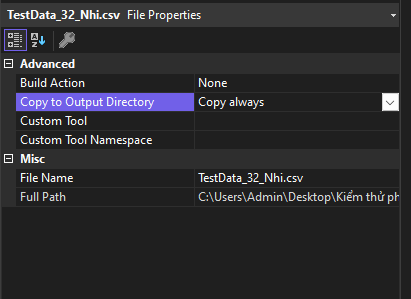 TestData_32_Nhi.csv File Properties
Advanced
Build Action None
Copy to Output Directory Copy always
Custom Tool
Custom Tool Namespace
Misc
File Name TestData_32_Nhi.csv
Full Path C:\Users\Admin\Desktop\Kiểm thử ph